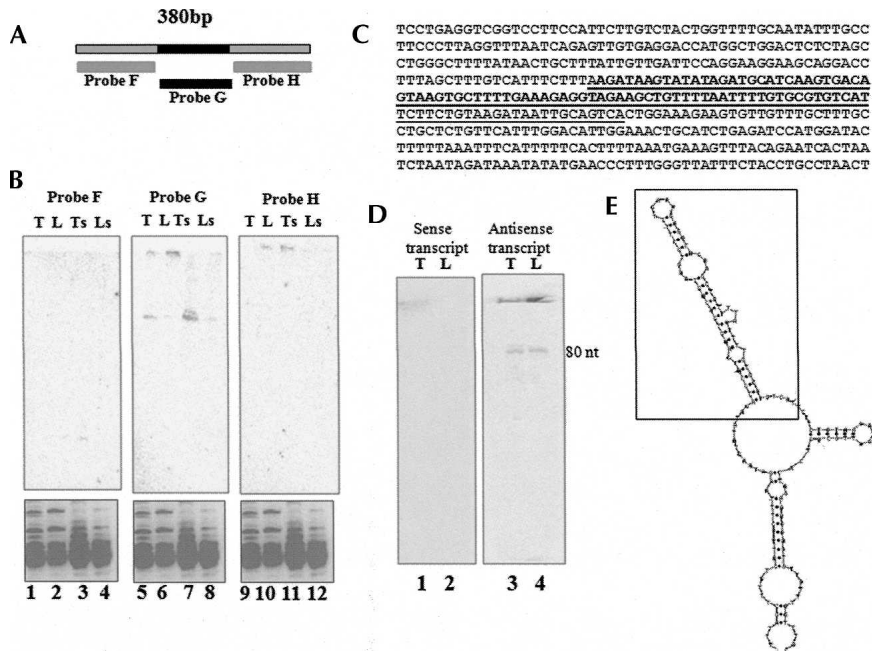 A
380bp
Probe F
Probe G
Probe H
B
Probe F
Probe G
Probe H
T L Ts Ls
T L Ts Ls
T L Ts Ls
1 2 3 4
5 6 7 8
9 10 11 12
C
TCCTGAGGTCGGTCCTTCCATTCTTGTCTACTGGTTTTGCAATATTTGCC
TTCCCTTAGGTTTAATCAGAGTTGTGAGGACCATGGCTGGACTCTCTAGC
CTGGGCTTTTATAACTGCTTTCTTGTTGATTCCAGGAAGGAAGCAGGACC
TTTAGCTTTGTCATTTCTTTAAGATAAGTATATAGATGCATCAAGTGACA
GTAAGTGCTTTTGAAAGAGGTAGAAGCTGTTTTAATTTTGTGCGTGTCAT
TCTTCTGTAAGATAATTGCAGTCACTGGAAAGAAGTGTTGTTTGCTTTGC
CTGCTCTGTTCATTTGGACATTGGAAACTGCATCTGAGATCCATGGATAC
TTTTTAAATTTCATTTTTCACTTTTAAATGAAAGTTTACAGAATCACTAA
TCTAATAGATAAATATATGAACCCTTTGGGTTATTTCTACCTGCCTAACT
D
Sense
transcript
Antisense
transcript
T L
T L
80 nt
1 2
3 4
E